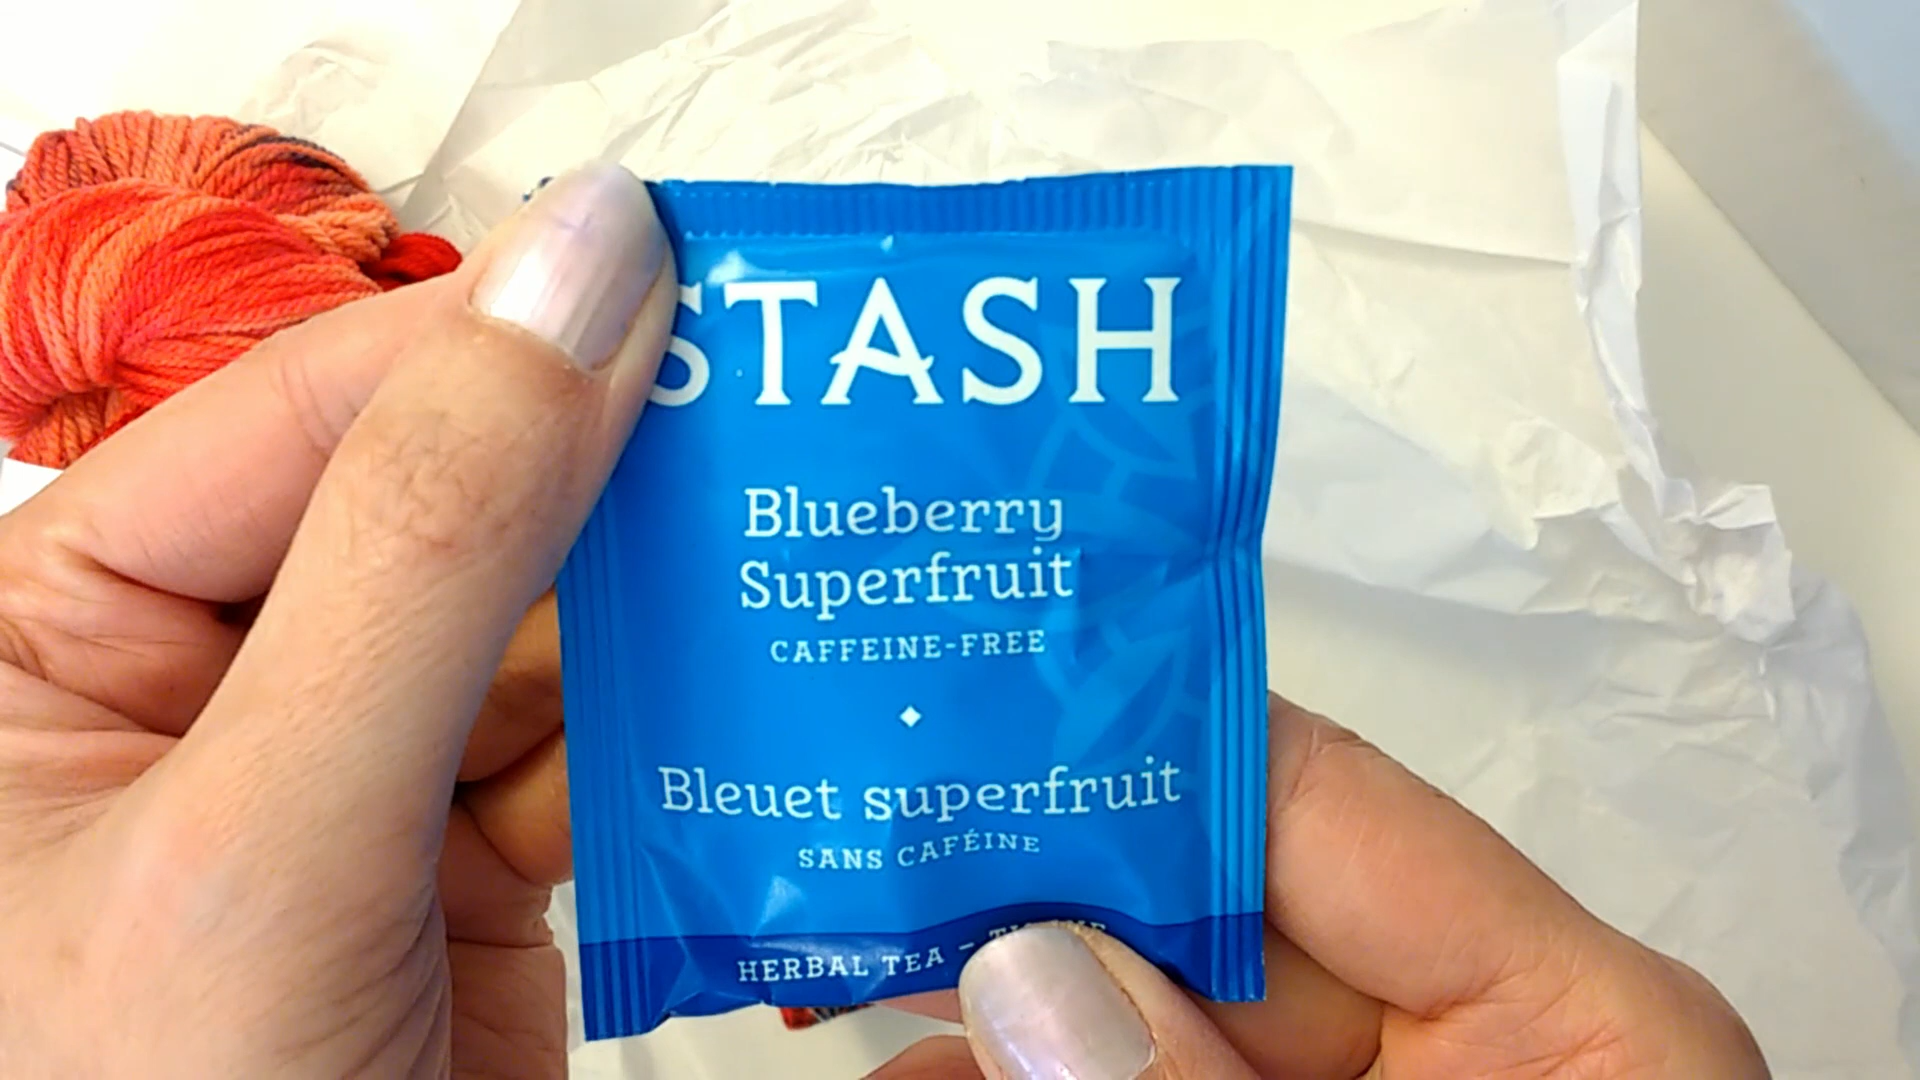 STASH
Blueberry
Superfruit
CAFFEINE-FREE
Bleuet superfruit
SANS CAFÉINE
HERBAL TEA –